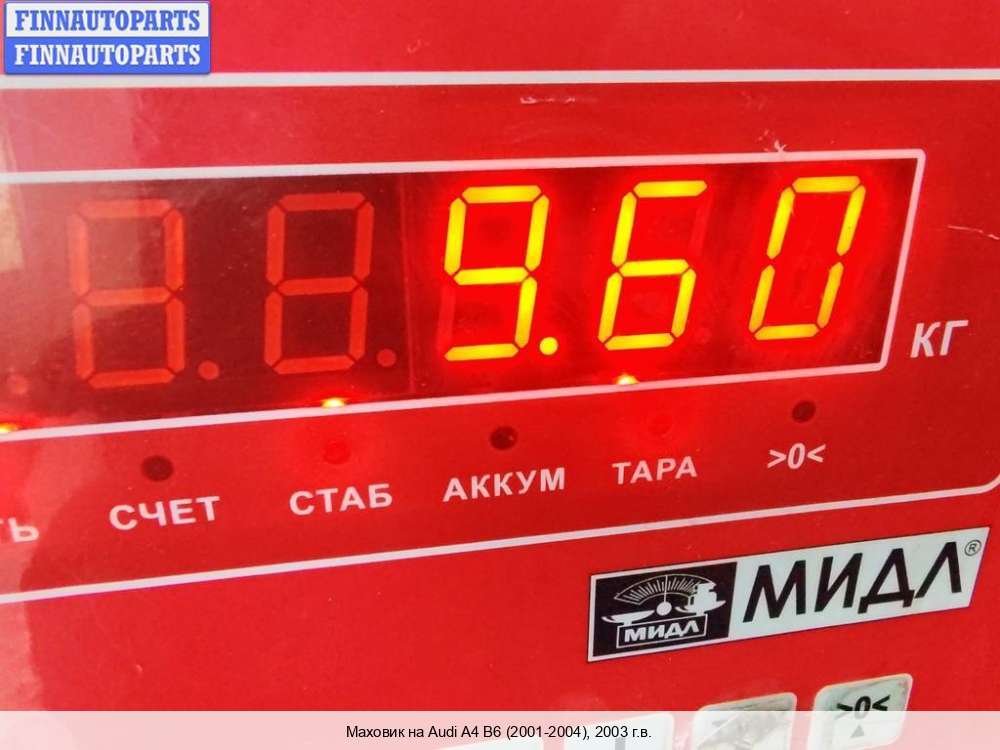 FINNAUTOPARTS
FINNAUTOPARTS
9.60
КГ
СЧЕТ СТАБ АККУМ ТАРА >0<
МИДЛ МИДЛ®
>0<
Маховик на Audi A4 B6 (2001-2004), 2003 г.в.